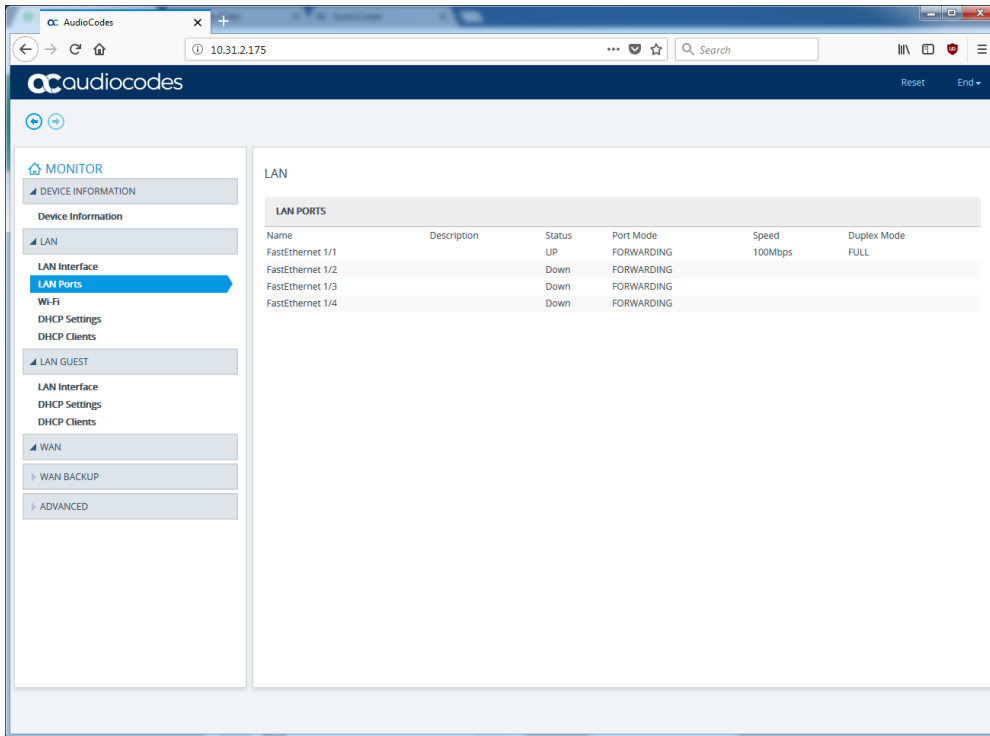 AudioCodes
10.31.2.175
Search
audiocodes
Reset End
MONITOR
DEVICE INFORMATION
Device Information
LAN
LAN Interface
LAN Ports
Wi-Fi
DHCP Settings
DHCP Clients
LAN GUEST
LAN Interface
DHCP Settings
DHCP Clients
WAN
WAN BACKUP
ADVANCED
LAN
LAN PORTS
Name Description Status Port Mode Speed Duplex Mode
FastEthernet 1/1 UP FORWARDING 100Mbps FULL
FastEthernet 1/2 Down FORWARDING
FastEthernet 1/3 Down FORWARDING
FastEthernet 1/4 Down FORWARDING